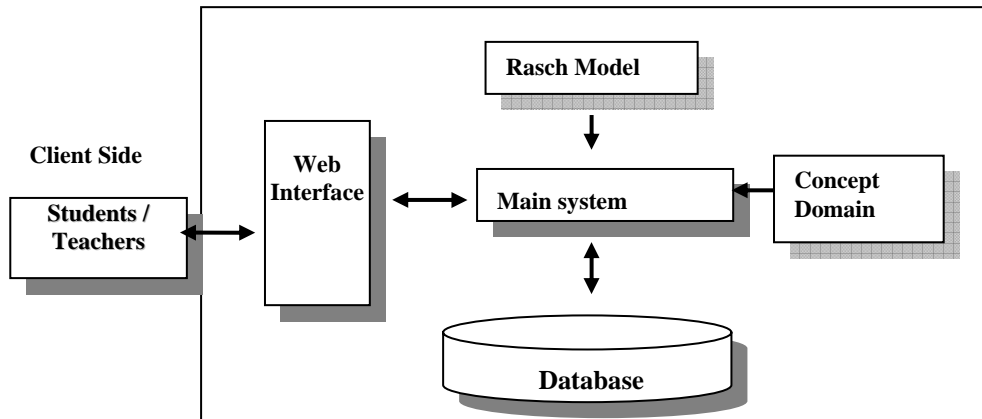 Rasch Model
Client Side
Students /
Teachers
Web
Interface
Main system
Concept
Domain
Database